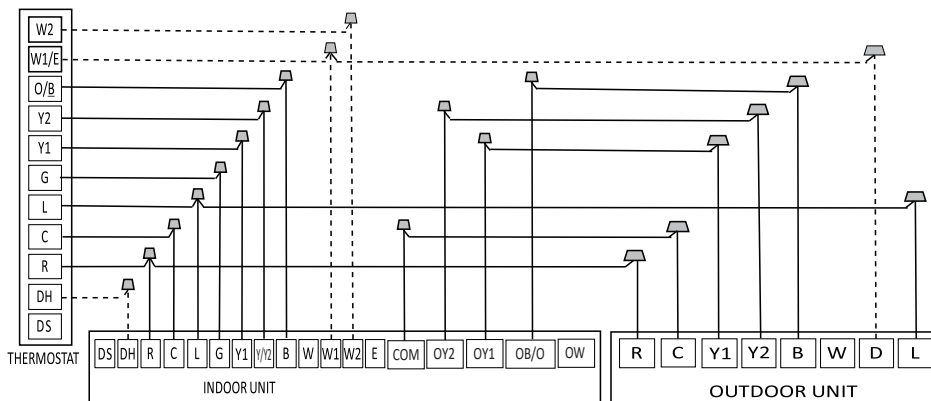 W2
W1/E
O/B
Y2
Y1
G
L
C
R
DH
DS
THERMOSTAT
DS DH R C L G Y1 Y/Y2 B W W1 W2 E COM OY2 OY1 OB/O OW
INDOOR UNIT
R C Y1 Y2 B W D L
OUTDOOR UNIT